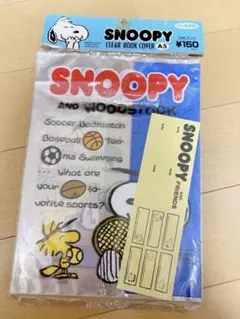 SNOOPY
CLEAR BOOK COVER A5
¥150
SNOOPY
AND WOODSTOCK
Soccer Badminton
Baseball Ten-
nis Swimming
... What are
your fa-
vorite sports?
SNOOPY
AND FRIENDS